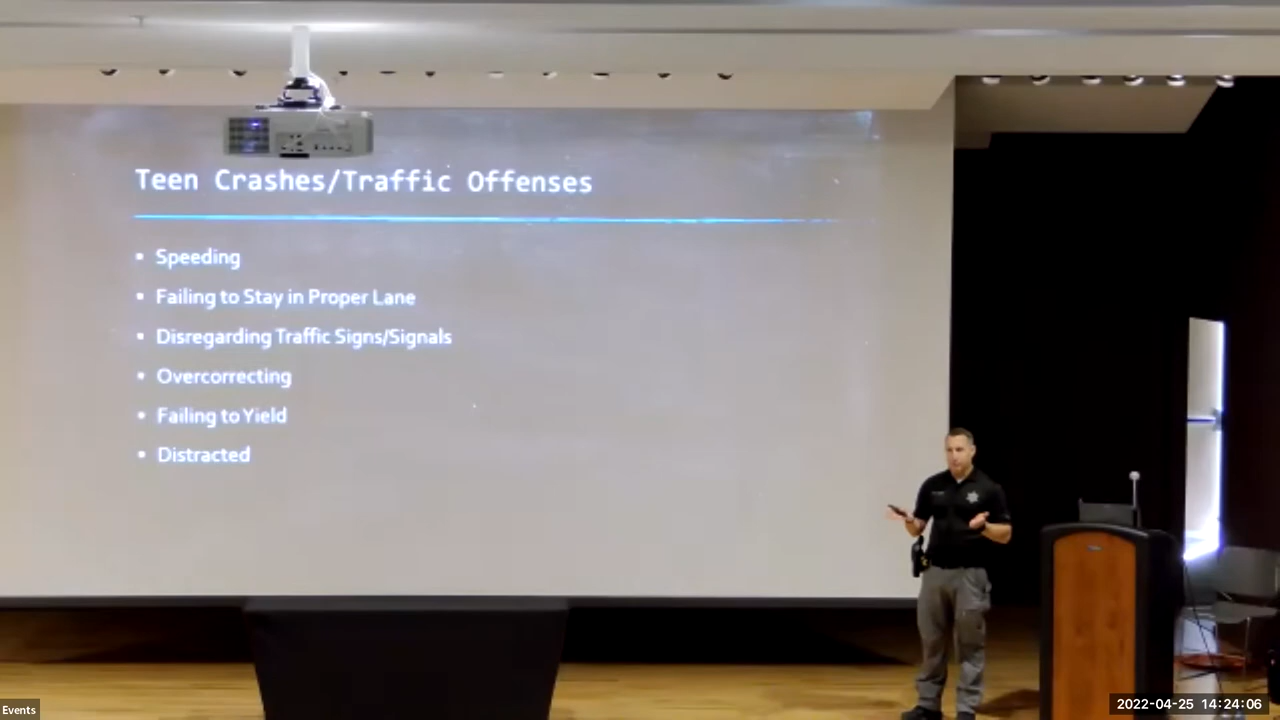 Teen Crashes/Traffic Offenses
▪ Speeding
▪ Failing to Stay in Proper Lane
▪ Disregarding Traffic Signs/Signals
▪ Overcorrecting
▪ Failing to Yield
▪ Distracted
Events
2022-04-25 14:24:06